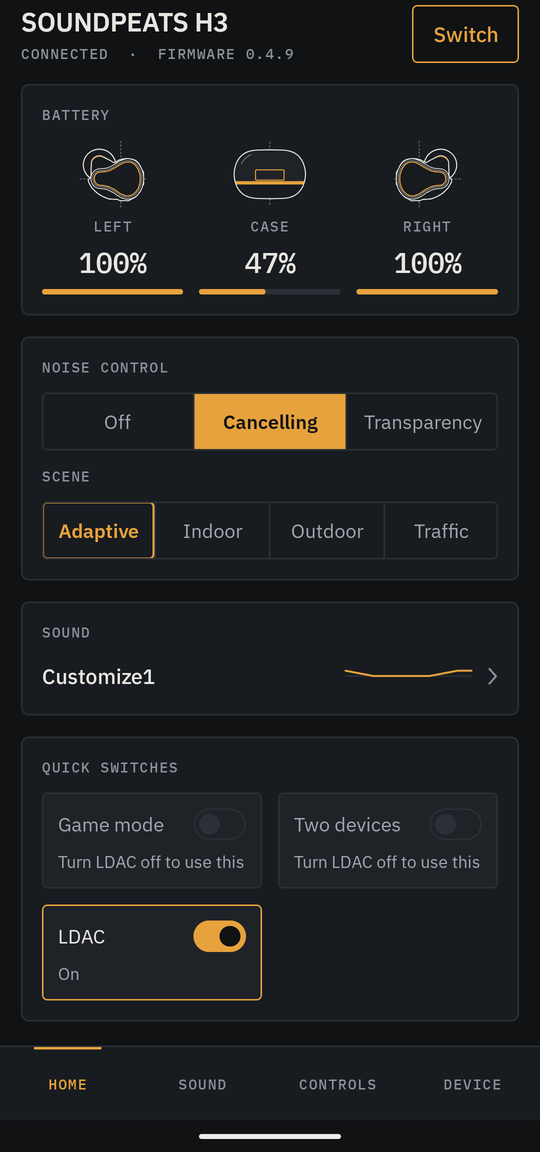 SOUNDPEATS H3
Switch
CONNECTED · FIRMWARE 0.4.9
BATTERY
LEFT CASE RIGHT
100% 47% 100%
NOISE CONTROL
Off Cancelling Transparency
SCENE
Adaptive Indoor Outdoor Traffic
SOUND
Customize1
QUICK SWITCHES
Game mode Two devices
Turn LDAC off to use this Turn LDAC off to use this
LDAC
On
HOME SOUND CONTROLS DEVICE